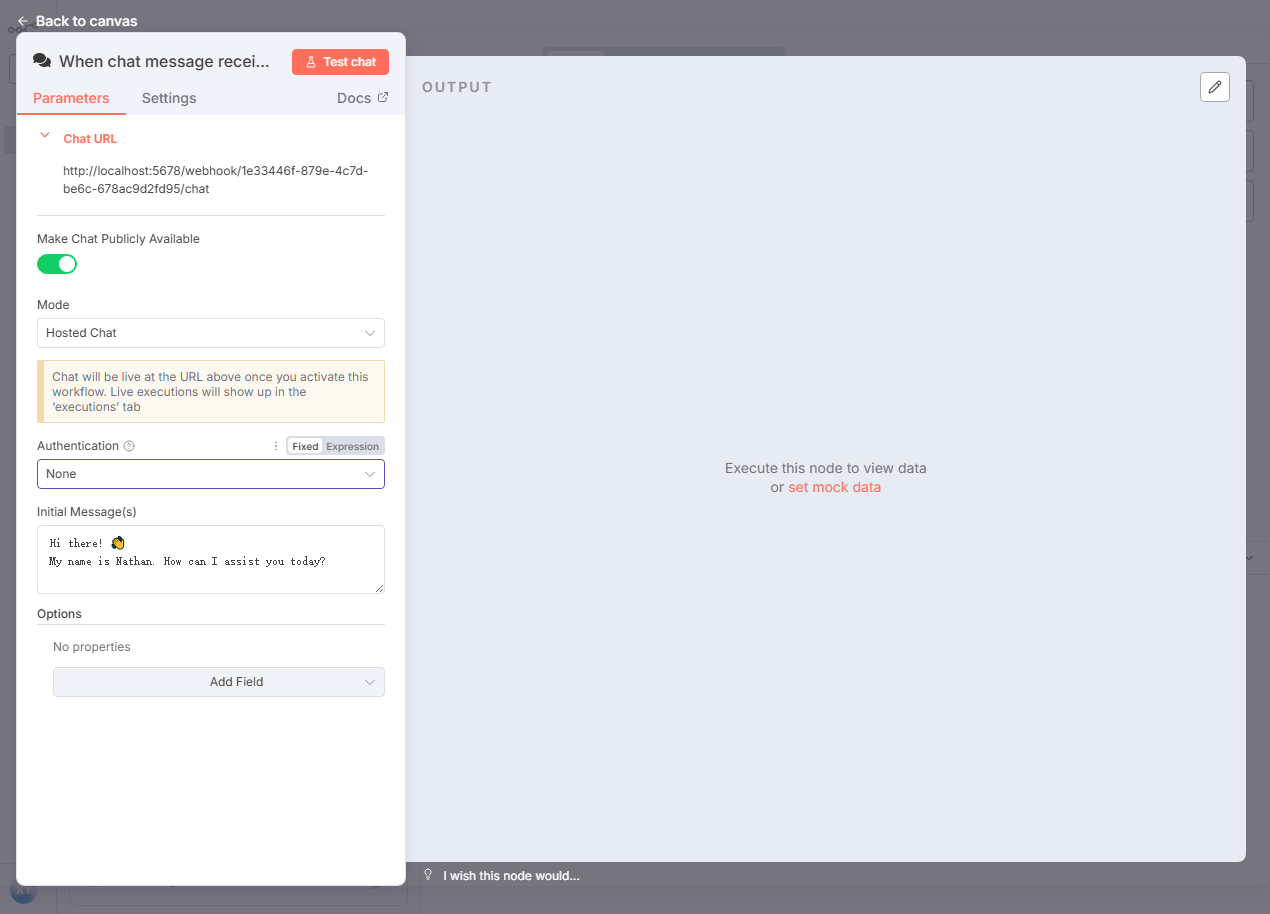 Back to canvas
When chat message recei...
Test chat
Parameters
Settings
Docs
Chat URL
http://localhost:5678/webhook/1e33446f-879e-4c7d-
be6c-678ac9d2fd95/chat
Make Chat Publicly Available
Mode
Hosted Chat
Chat will be live at the URL above once you activate this
workflow. Live executions will show up in the
‘executions’ tab
Authentication
Fixed
Expression
None
Initial Message(s)
Hi there! 👋
My name is Nathan. How can I assist you today?
Options
No properties
Add Field
OUTPUT
Execute this node to view data
or set mock data
I wish this node would...